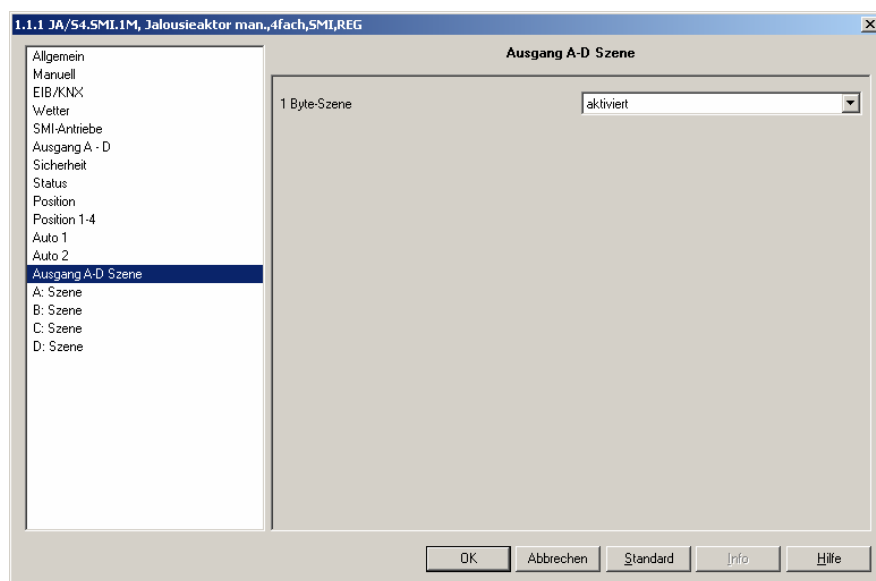 1.1.1 JA/S4.SMI.1M, Jalousieaktor man.,4fach,SMI,REG
Allgemein
Manuell
EIB/KNX
Wetter
SMI-Antriebe
Ausgang A - D
Sicherheit
Status
Position
Position 1-4
Auto 1
Auto 2
Ausgang A-D Szene
A: Szene
B: Szene
C: Szene
D: Szene
Ausgang A-D Szene
1 Byte-Szene
aktiviert
OK
Abbrechen
Standard
Info
Hilfe